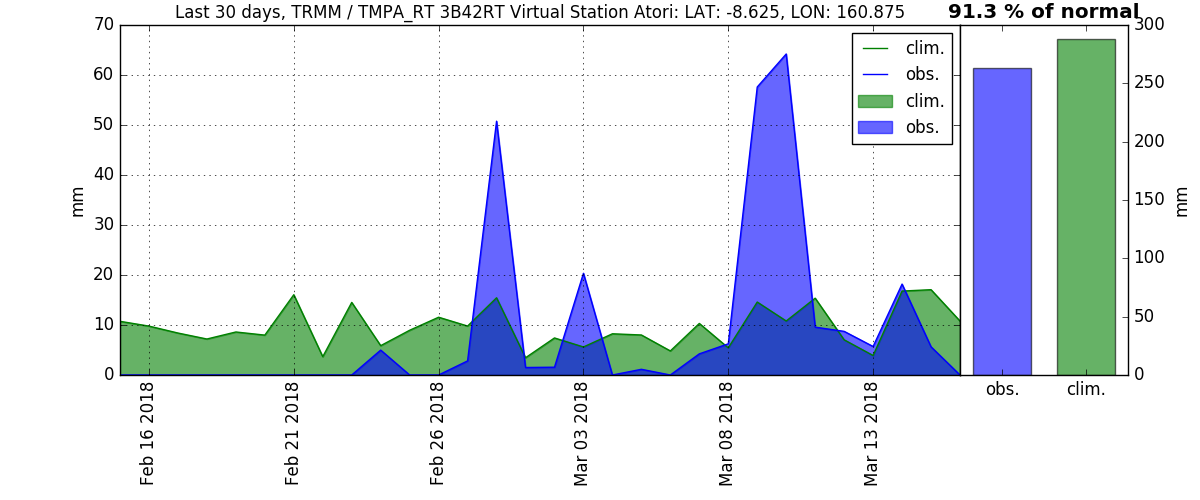 Last 30 days, TRMM / TMPA_RT 3B42RT Virtual Station Atori: LAT: -8.625, LON: 160.875
91.3 % of normal
70
60
50
40
30
20
10
0
mm
clim.
obs.
clim.
obs.
Feb 16 2018
Feb 21 2018
Feb 26 2018
Mar 03 2018
Mar 08 2018
Mar 13 2018
300
250
200
150
100
50
0
mm
obs.
clim.